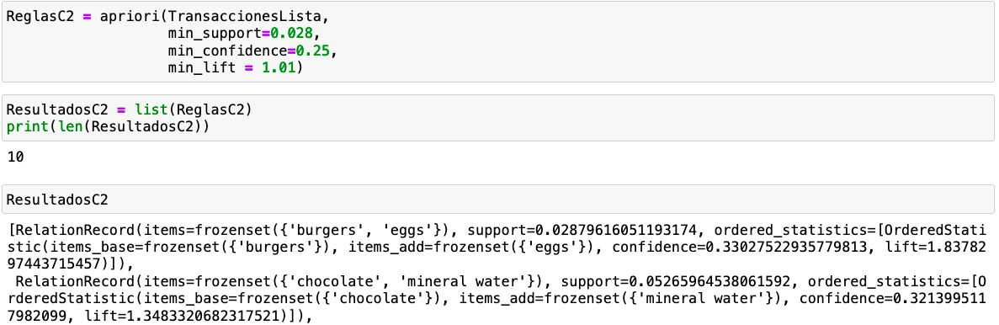 ReglasC2 = apriori(TransaccionesLista,
min_support=0.028,
min_confidence=0.25,
min_lift = 1.01)
ResultadosC2 = list(ReglasC2)
print(len(ResultadosC2))
10
ResultadosC2
[RelationRecord(items=frozenset({'burgers', 'eggs'}), support=0.02879616051193174, ordered_statistics=[OrderedStati
stic(items_base=frozenset({'burgers'}), items_add=frozenset({'eggs'}), confidence=0.33027522935779813, lift=1.83782
97443715457)]),
RelationRecord(items=frozenset({'chocolate', 'mineral water'}), support=0.05265964538061592, ordered_statistics=[O
rderedStatistic(items_base=frozenset({'chocolate'}), items_add=frozenset({'mineral water'}), confidence=0.321399511
7982099, lift=1.3483320682317521)]),